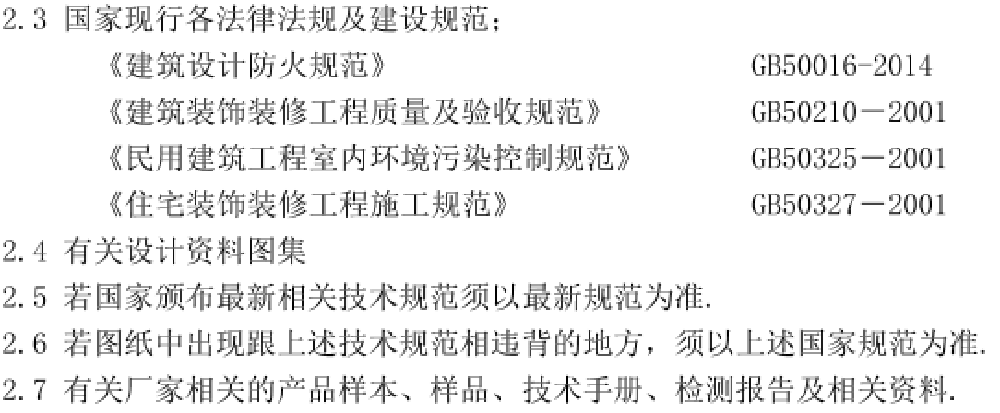 2.3 国家现行各法律法规及建设规范;
《建筑设计防火规范》 GB50016-2014
《建筑装饰装修工程质量及验收规范》 GB50210－2001
《民用建筑工程室内环境污染控制规范》 GB50325－2001
《住宅装饰装修工程施工规范》 GB50327－2001
2.4 有关设计资料图集
2.5 若国家颁布最新相关技术规范须以最新规范为准.
2.6 若图纸中出现跟上述技术规范相违背的地方，须以上述国家规范为准.
2.7 有关厂家相关的产品样本、样品、技术手册、检测报告及相关资料.